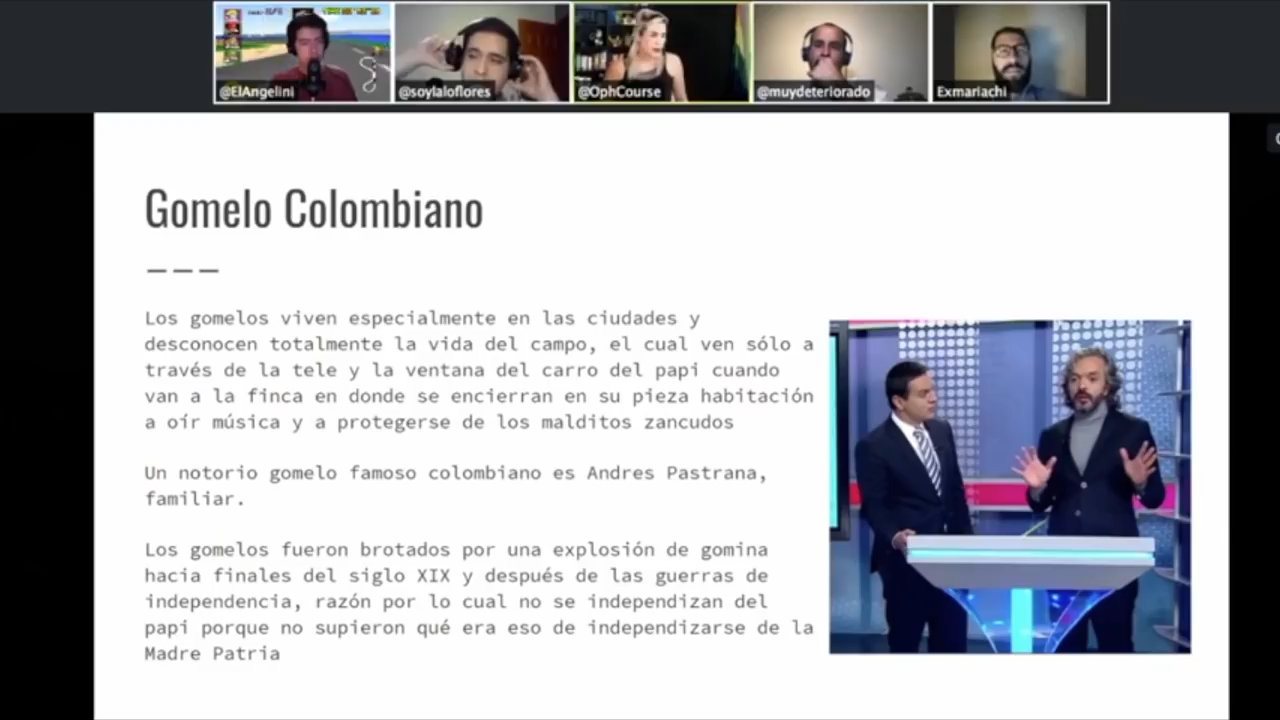 @ElAngelini
@soylaloflores
@OphCourse
@muydeteriorado
Exmariachi
Gomelo Colombiano
Los gomelos viven especialmente en las ciudades y
desconocen totalmente la vida del campo, el cual ven sólo a
través de la tele y la ventana del carro del papi cuando
van a la finca en donde se encierran en su pieza habitación
a oír música y a protegerse de los malditos zancudos
Un notorio gomelo famoso colombiano es Andres Pastrana,
familiar.
Los gomelos fueron brotados por una explosión de gomina
hacia finales del siglo XIX y después de las guerras de
independencia, razón por lo cual no se independizan del
papi porque no supieron qué era eso de independizarse de la
Madre Patria